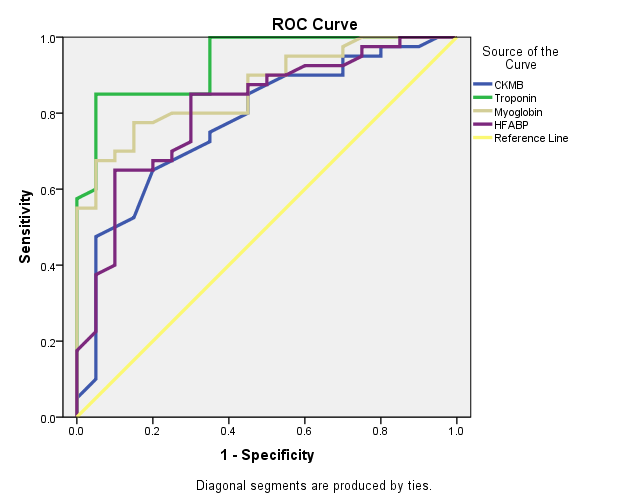 ROC Curve
Source of the
Curve
CKMB
Troponin
Myoglobin
HFABP
Reference Line
Sensitivity
1.0
0.8
0.6
0.4
0.2
0.0
0.0 0.2 0.4 0.6 0.8 1.0
1 - Specificity
Diagonal segments are produced by ties.